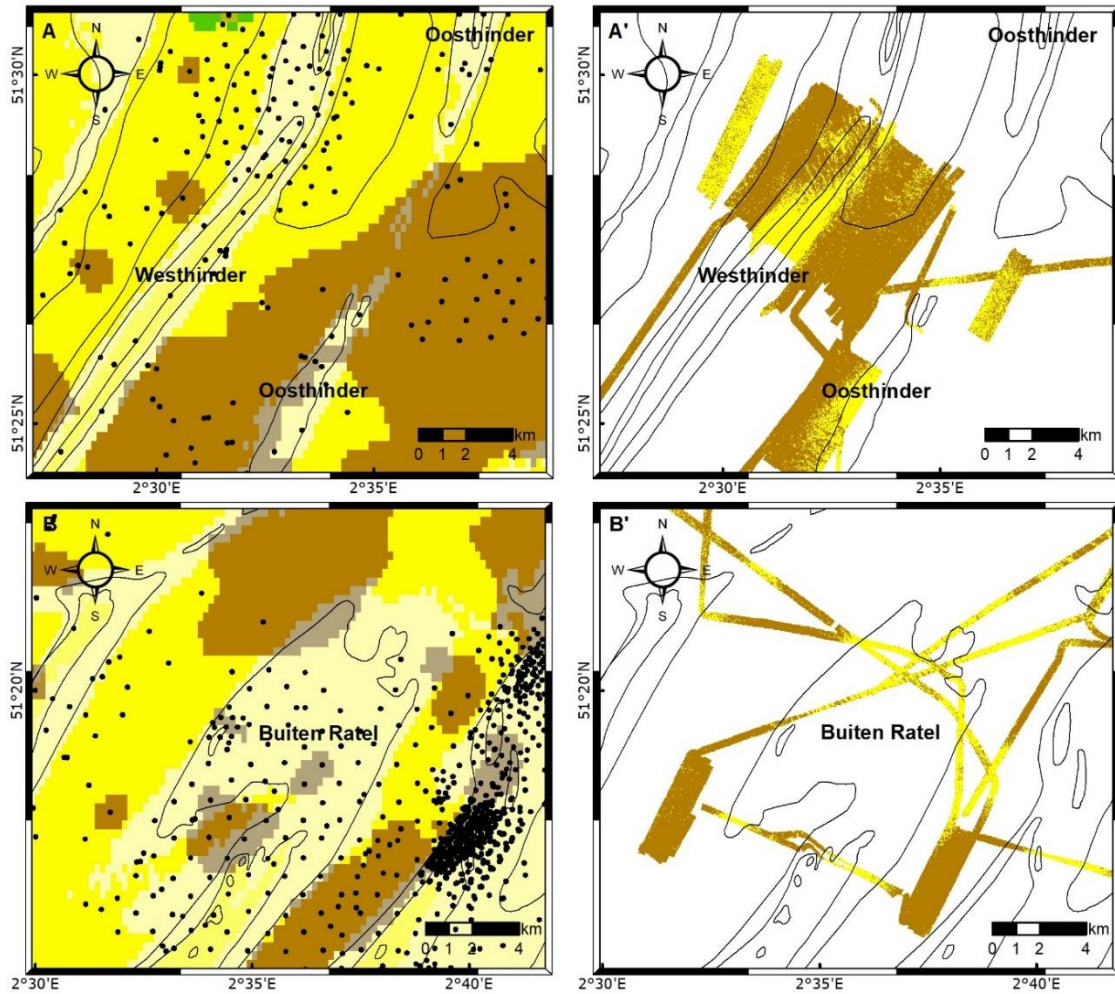 A
N
W
E
S
Oosthinder
51°30'N
Westhinder
Oosthinder
51°25'N
km
0 1 2 4
2°30'E
2°35'E
A'
N
W
E
S
Oosthinder
51°30'N
Westhinder
Oosthinder
51°25'N
km
0 1 2 4
2°30'E
2°35'E
B'
N
W
E
S
51°20'N
Buiten Ratel
km
0 1 2 4
2°30'E
2°35'E
2°40'E
B'
N
W
E
S
51°20'N
Buiten Ratel
km
0 1 2 4
2°35'E
2°40'E